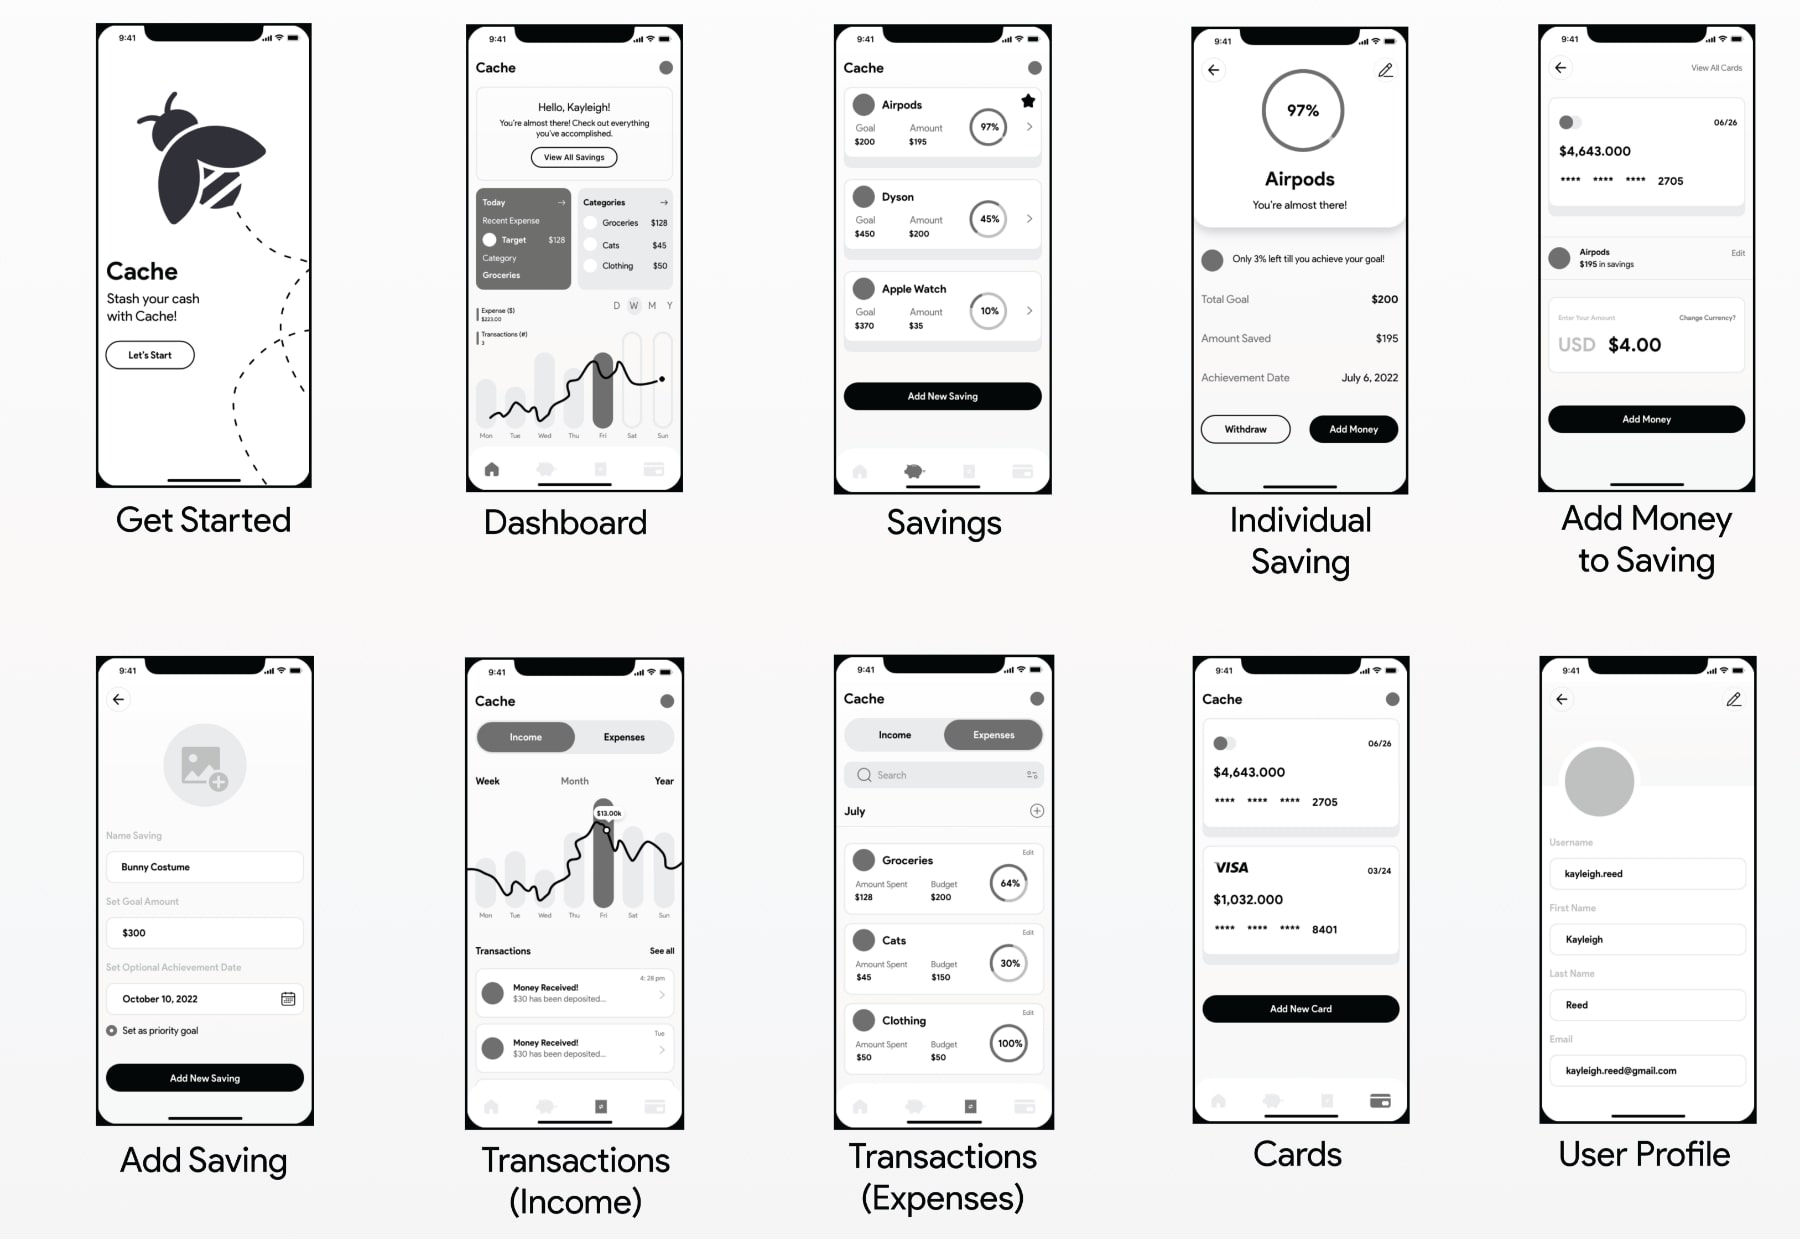 9:41
Cache
Stash your cash
with Cache!
Let's Start
Get Started
9:41
Cache
Hello, Kayleigh!
You're almost there! Check out everything
you've accomplished.
View All Savings
Today
Recent Expense
Target $128
Category
Groceries
Categories
Groceries $128
Cats $45
Clothing $50
D W M Y
Expense ($)
$223.00
Transactions (#)
3
Mon Tue Wed Thu Fri Sat Sun
Dashboard
9:41
Cache
Airpods
Goal Amount
$200 $195
97%
Dyson
Goal Amount
$450 $200
45%
Apple Watch
Goal Amount
$370 $35
10%
Add New Saving
Savings
9:41
97%
Airpods
You're almost there!
Only 3% left till you achieve your goal!
Total Goal $200
Amount Saved $195
Achievement Date July 6, 2022
Withdraw Add Money
Individual
Saving
9:41
View All Cards
06/26
$4,643.000
**** **** **** 2705
Airpods
$195 in savings
Edit
Enter Your Amount Change Currency?
USD $4.00
Add Money
Add Money
to Saving
9:41
Name Saving
Bunny Costume
Set Goal Amount
$300
Set Optional Achievement Date
October 10, 2022
Set as priority goal
Add New Saving
Add Saving
9:41
Cache
Income Expenses
Week Month Year
$13.00k
Mon Tue Wed Thu Fri Sat Sun
Transactions See all
4: 28 pm
Money Received!
$30 has been deposited...
Tue
Money Received!
$30 has been deposited...
Transactions
(Income)
9:41
Cache
Income Expenses
Search
July
Edit
Groceries
Amount Spent Budget
$128 $200
64%
Edit
Cats
Amount Spent Budget
$45 $150
30%
Edit
Clothing
Amount Spent Budget
$50 $50
100%
Transactions
(Expenses)
9:41
Cache
06/26
$4,643.000
**** **** **** 2705
VISA 03/24
$1,032.000
**** **** **** 8401
Add New Card
Cards
9:41
Username
kayleigh.reed
First Name
Kayleigh
Last Name
Reed
Email
kayleigh.reed@gmail.com
User Profile